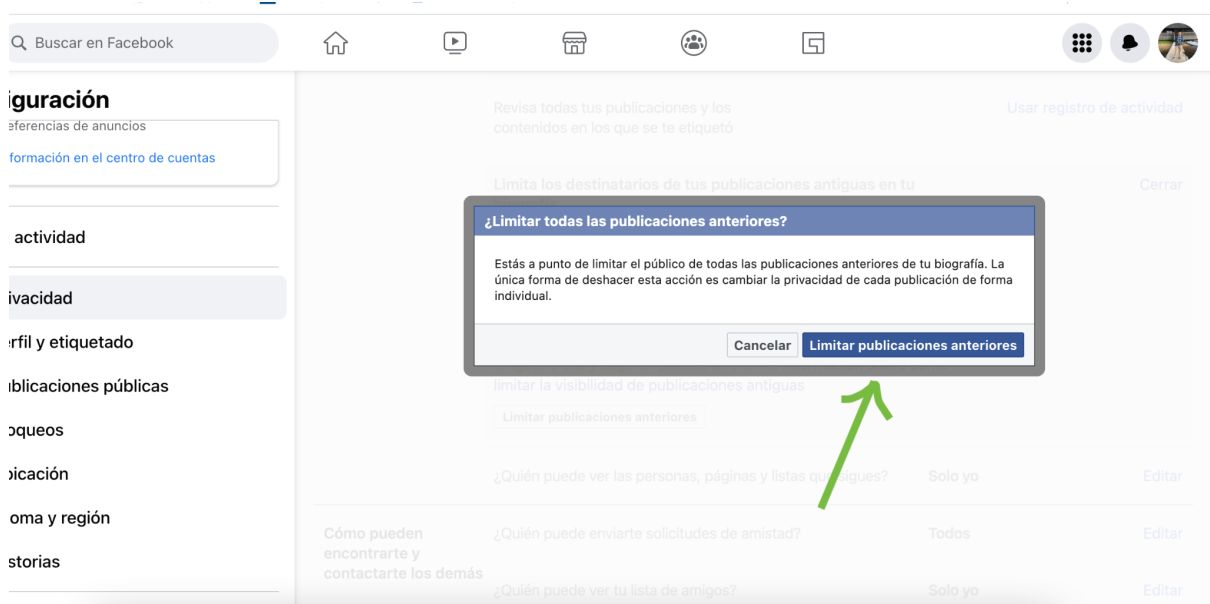 Buscar en Facebook
iguración
eferencias de anuncios
formación en el centro de cuentas
actividad
ivacidad
rfil y etiquetado
blicaciones públicas
oqueos
icación
oma y región
storias
Revisa todas tus publicaciones y los
contenidos en los que se te etiquetó
Usar registro de actividad
Limita los destinatarios de tus publicaciones antiguas en tu
Cerrar
¿Limitar todas las publicaciones anteriores?
Estás a punto de limitar el público de todas las publicaciones anteriores de tu biografía. La
única forma de deshacer esta acción es cambiar la privacidad de cada publicación de forma
individual.
Cancelar
Limitar publicaciones anteriores
limitar la visibilidad de publicaciones antiguas
Limitar publicaciones anteriores
¿Quién puede ver las personas, páginas y listas que sigues?
Solo yo
Editar
Cómo pueden
encontrarte y
contactarte los demás
¿Quién puede enviarte solicitudes de amistad?
Todos
Editar
¿Quién puede ver tu lista de amigos?
Solo yo
Editar